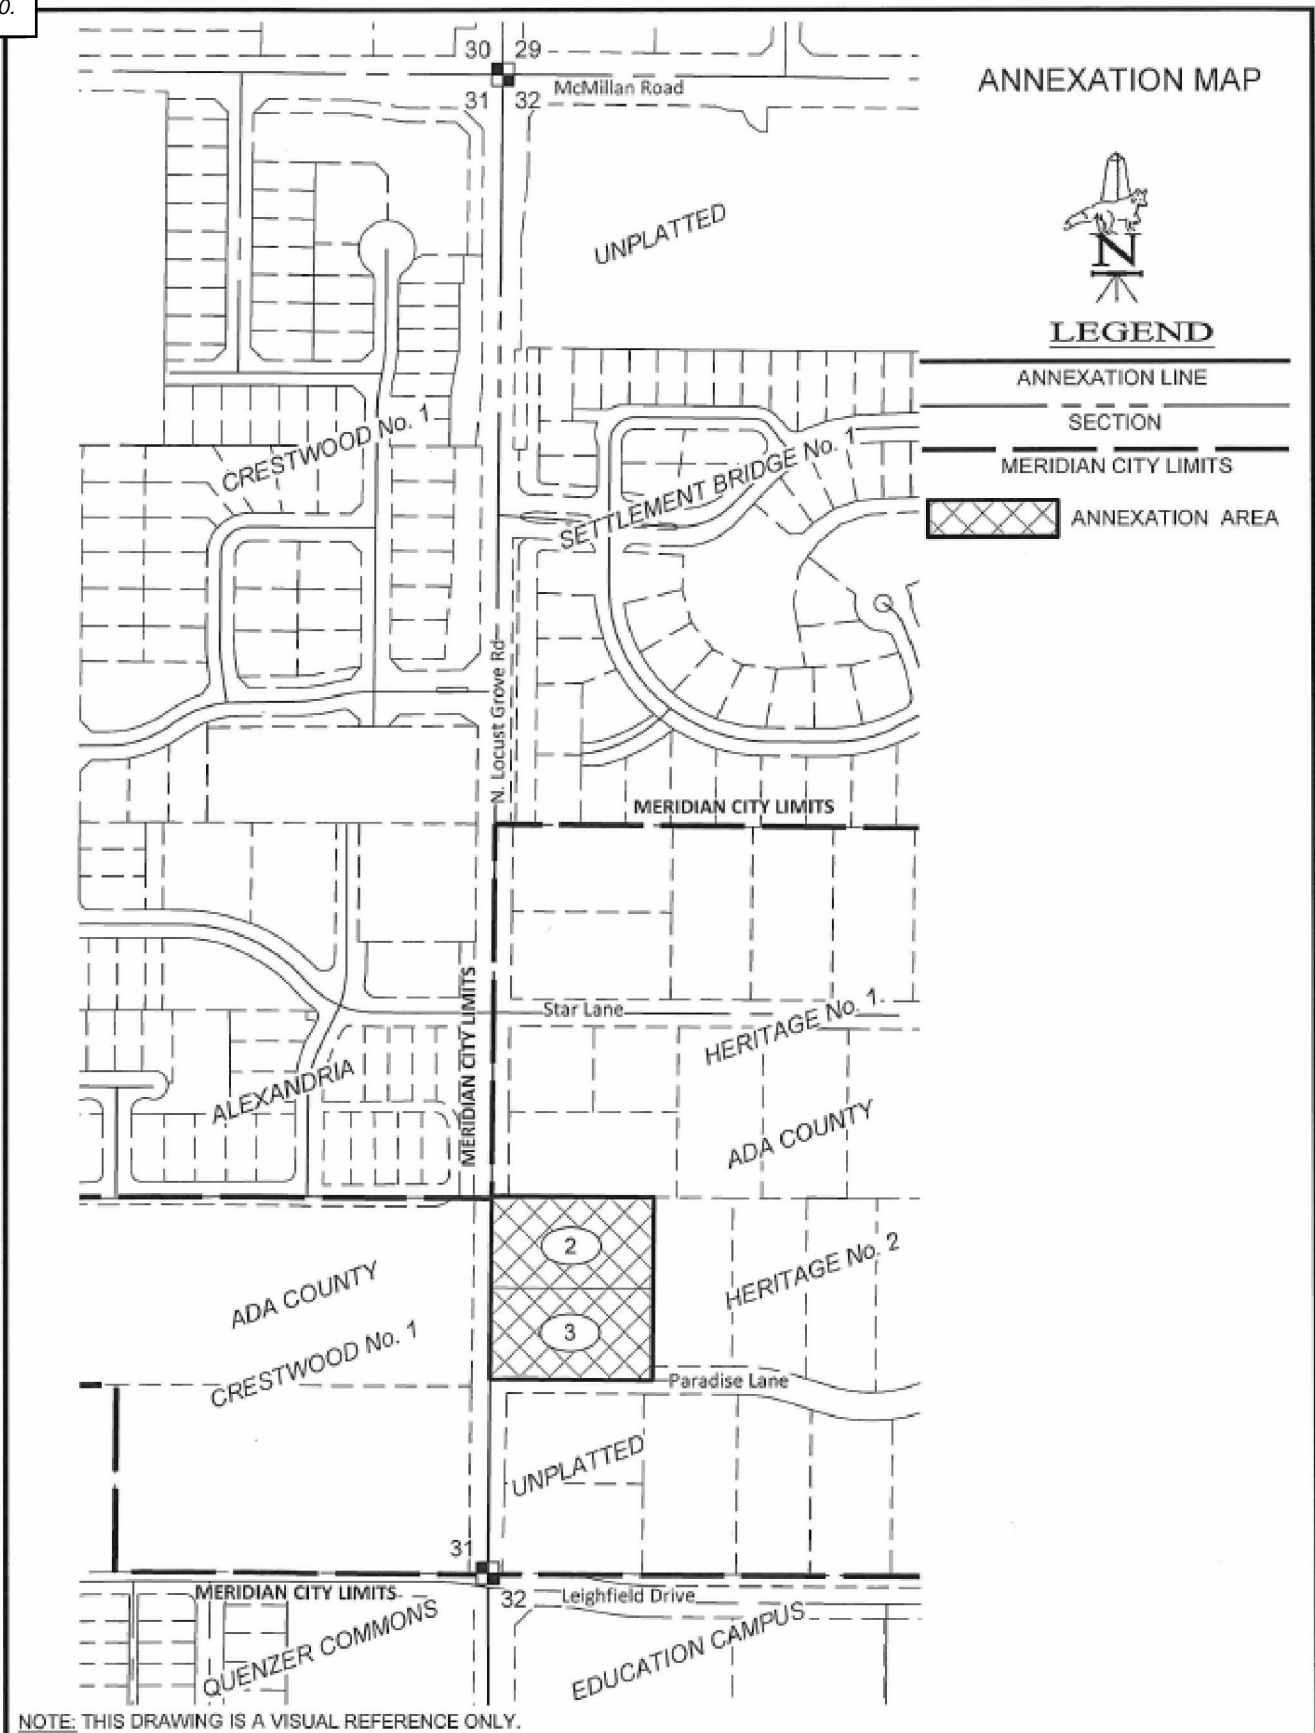 0.
30 29
McMillan Road
31 32
ANNEXATION MAP
UNPLATTED
N
LEGEND
ANNEXATION LINE
SECTION
MERIDIAN CITY LIMITS
ANNEXATION AREA
CRESTWOOD No. 1
SETTLEMENT BRIDGE No. 1
N. Locust Grove Rd
MERIDIAN CITY LIMITS
MERIDIAN CITY LIMITS
Star Lane
HERITAGE No. 1
ALEXANDRIA
ADA COUNTY
2
3
HERITAGE No. 2
ADA COUNTY
CRESTWOOD No. 1
Paradise Lane
UNPLATTED
31
32
MERIDIAN CITY LIMITS
Leighfield Drive
QUENZER COMMONS
EDUCATION CAMPUS
NOTE: THIS DRAWING IS A VISUAL REFERENCE ONLY.